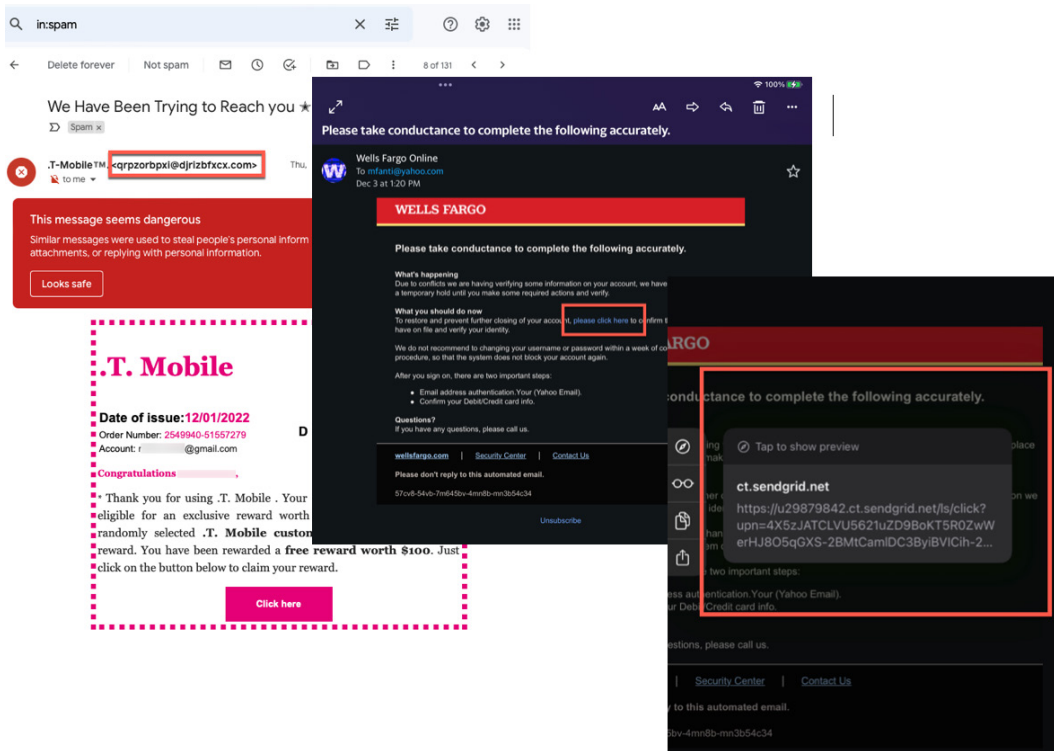 in:spam
Delete forever Not spam 8 of 131
We Have Been Trying to Reach you ★
Spam x
.T-Mobile™. <qrpzorbpxi@djrizbfxcx.com> Thu,
to me
This message seems dangerous
Similar messages were used to steal people's personal inform
attachments, or replying with personal information.
Looks safe
.T. Mobile
Date of issue:12/01/2022
Order Number: 2549940-51557279
D
Account: r @gmail.com
Congratulations ,
* Thank you for using .T. Mobile . Your
eligible for an exclusive reward worth
randomly selected .T. Mobile custom
reward. You have been rewarded a free reward worth $100. Just
click on the button below to claim your reward.
Click here
100%
AA
Please take conductance to complete the following accurately.
Wells Fargo Online
To mfanti@yahoo.com
Dec 3 at 1:20 PM
WELLS FARGO
Please take conductance to complete the following accurately.
What's happening
Due to conflicts we are having verifying some information on your account, we have
a temporary hold until you make some required actions and verify.
What you should do now
To restore and prevent further closing of your account, please click here to confirm t
have on file and verify your identity.
We do not recommend to changing your username or password within a week of co
procedure, so that the system does not block your account again.
After you sign on, there are two important steps:
• Email address authentication.Your (Yahoo Email).
• Confirm your Debit/Credit card info.
Questions?
If you have any questions, please call us.
wellsfargo.com | Security Center | Contact Us
Please don't reply to this automated email.
57cv8-54vb-7m645bv-4mn8b-mn3b54c34
Unsubscribe
ARGO
conductance to complete the following accurately.
Tap to show preview
place
ct.sendgrid.net
https://u29879842.ct.sendgrid.net/ls/click?
upn=4X5zJATCLVU5621uZD9BoKT5R0ZwW
erHJ8O5qGXS-2BMtCamlDC3ByiBVlCih-2...
on we
two important steps:
ess authentication.Your (Yahoo Email).
ur Debit/Credit card info.
estions, please call us.
| Security Center | Contact Us
y to this automated email.
5bv-4mn8b-mn3b54c34